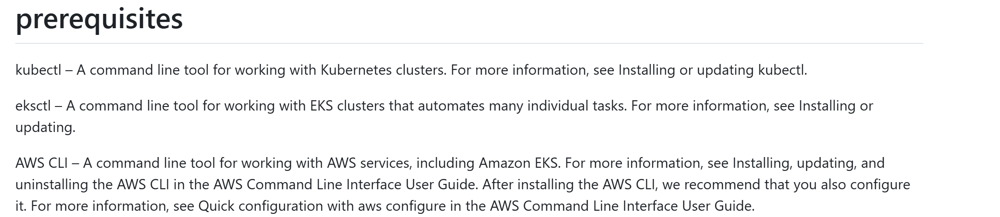 prerequisites
kubectl – A command line tool for working with Kubernetes clusters. For more information, see Installing or updating kubectl.
eksctl – A command line tool for working with EKS clusters that automates many individual tasks. For more information, see Installing or
updating.
AWS CLI – A command line tool for working with AWS services, including Amazon EKS. For more information, see Installing, updating, and
uninstalling the AWS CLI in the AWS Command Line Interface User Guide. After installing the AWS CLI, we recommend that you also configure
it. For more information, see Quick configuration with aws configure in the AWS Command Line Interface User Guide.